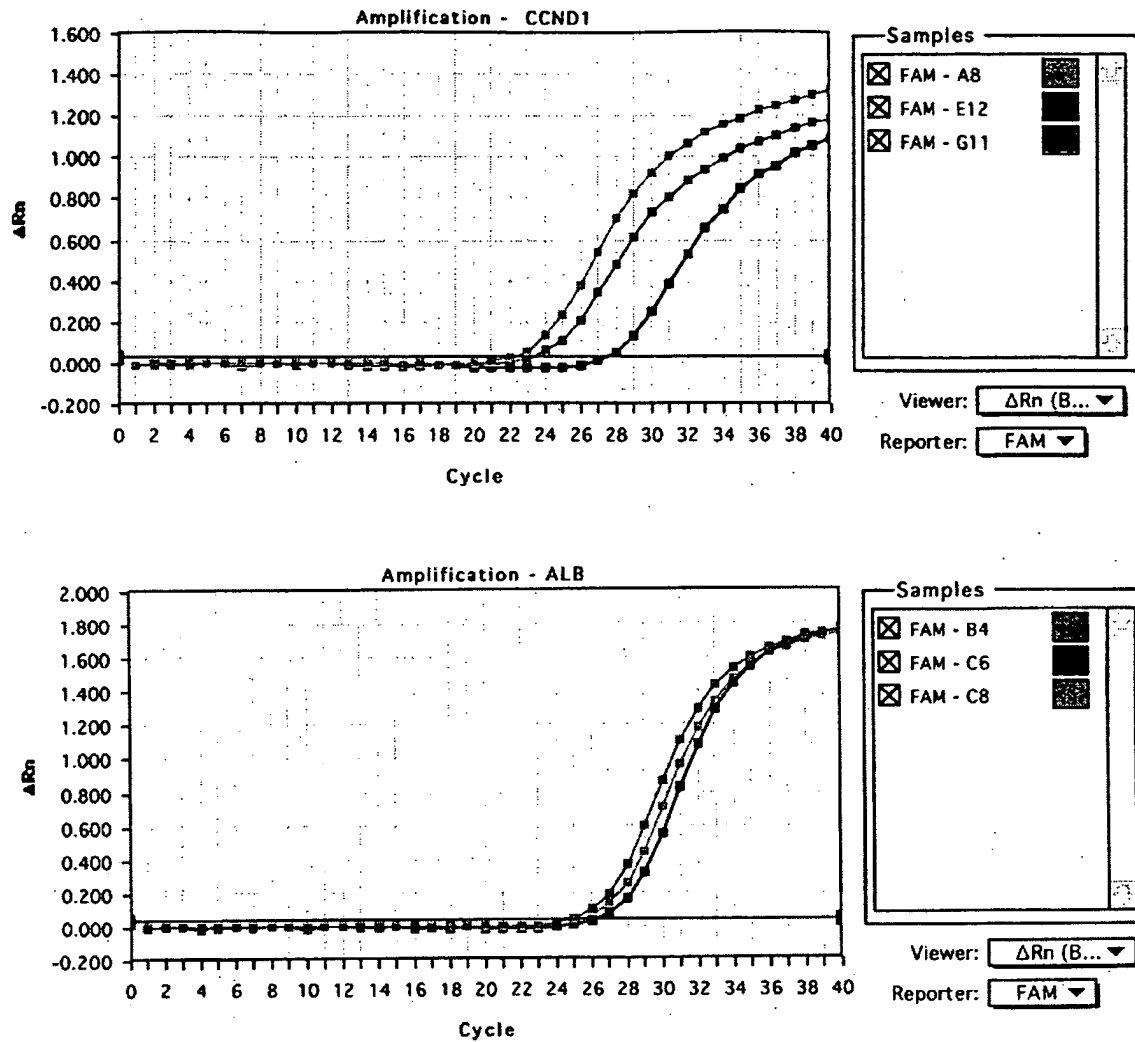 Amplification - CCND1
1.600
1.400
1.200
1.000
0.800
0.600
0.400
0.200
0.000
-0.200
ΔRn
0 2 4 6 8 10 12 14 16 18 20 22 24 26 28 30 32 34 36 38 40
Cycle
Samples
FAM - A8
FAM - E12
FAM - G11
Viewer: ΔRn (B...
Reporter: FAM
Amplification - ALB
2.000
1.800
1.600
1.400
1.200
1.000
0.800
0.600
0.400
0.200
0.000
-0.200
ΔRn
0 2 4 6 8 10 12 14 16 18 20 22 24 26 28 30 32 34 36 38 40
Cycle
Samples
FAM - B4
FAM - C6
FAM - C8
Viewer: ΔRn (B...
Reporter: FAM